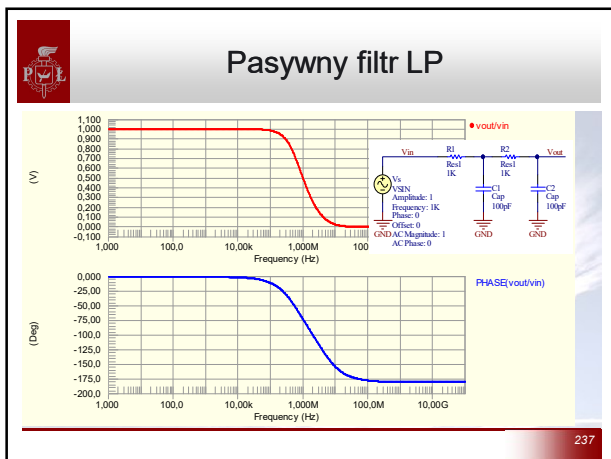 P Ł
Pasywny filtr LP
1,100
1,000
0,900
0,800
0,700
0,600
0,500
0,400
0,300
0,200
0,100
0,000
-0,100
(V)
1,000 100,0 10,00k 1,000M 100
Frequency (Hz)
vout/vin
Vin R1 R2 Vout
Res1 Res1
1K 1K
Vs
VSIN
Amplitude: 1
Frequency: 1K
Phase: 0
Offset: 0
AC Magnitude: 1
AC Phase: 0
C1 C2
Cap Cap
100pF 100pF
GND GND GND
0,000
-25,00
-50,00
-75,00
-100,0
-125,0
-150,0
-175,0
-200,0
(Deg)
1,000 100,0 10,00k 1,000M 100,0M 10,00G
Frequency (Hz)
PHASE(vout/vin)
237